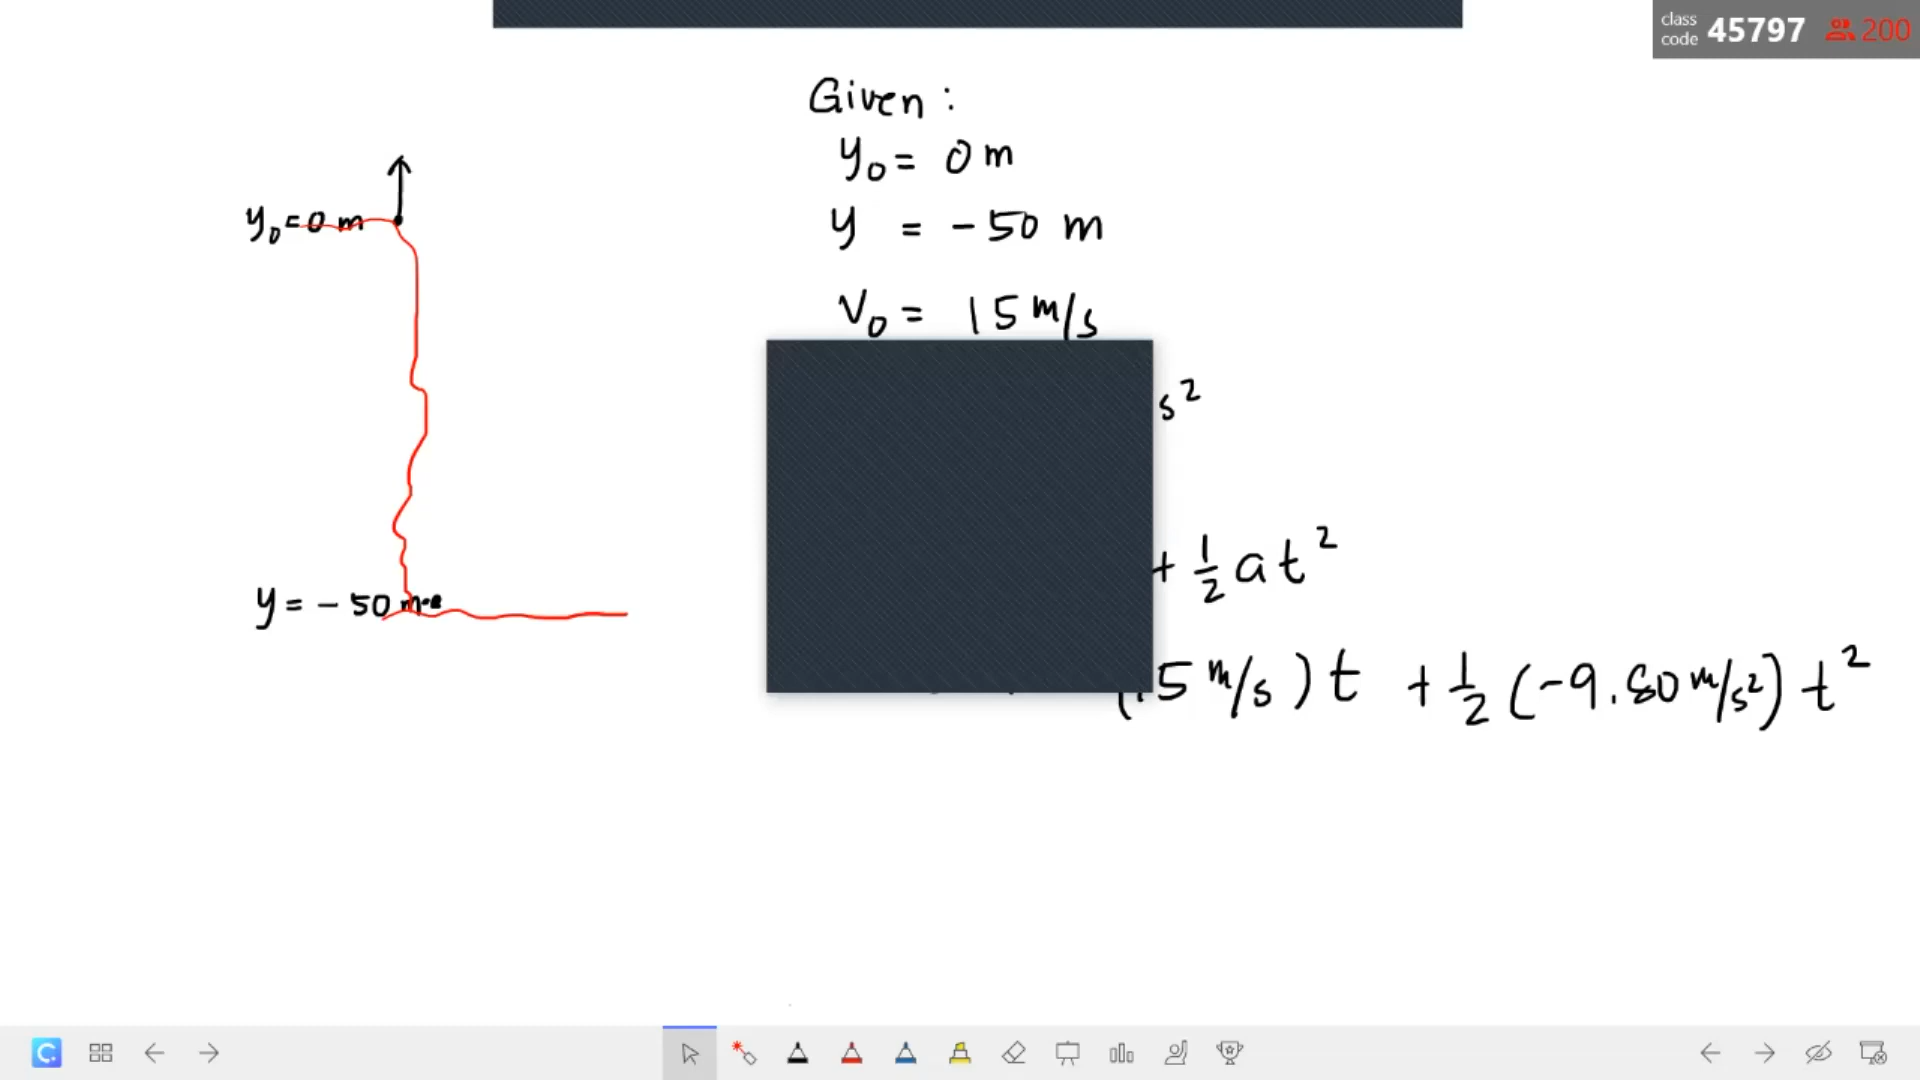 class code 45797 200
Given :
y₀ = 0 m
y = -50 m
v₀ = 15 m/s
s²
+ ½ a t²
5 m/s ) t + ½ (-9.80 m/s²) t²
y₀ = 0 m
y = -50 m